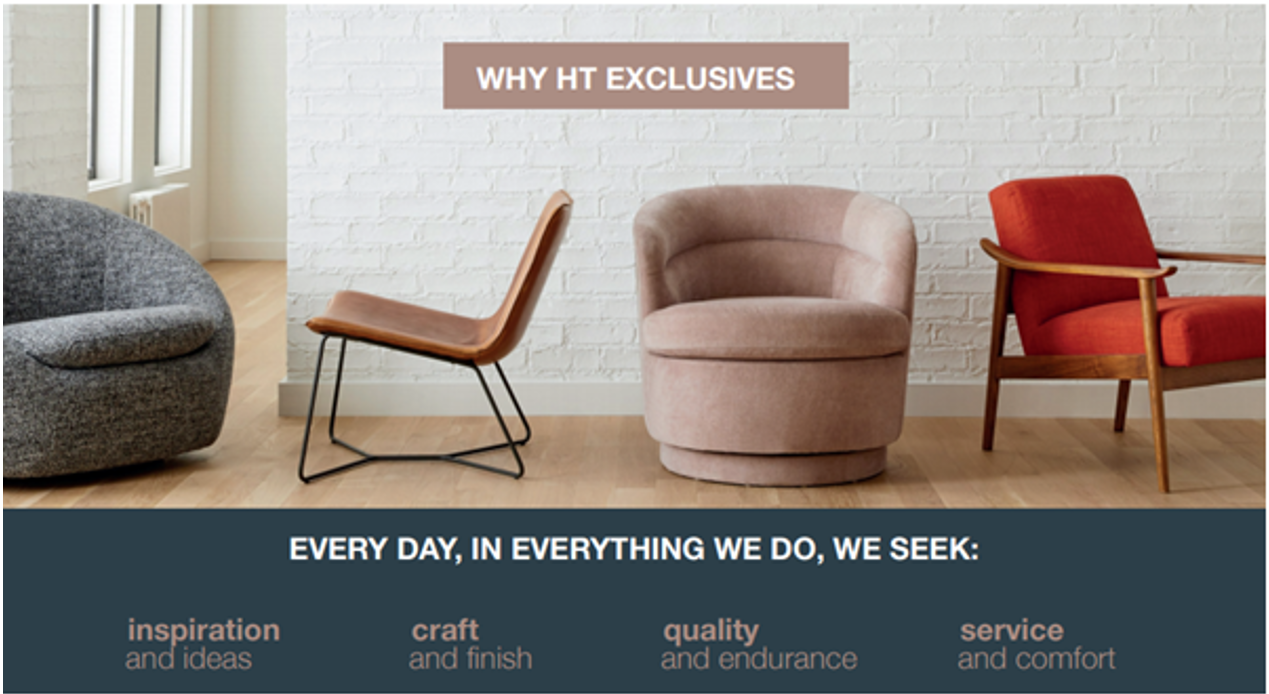 WHY HT EXCLUSIVES
EVERY DAY, IN EVERYTHING WE DO, WE SEEK:
inspiration
and ideas
craft
and finish
quality
and endurance
service
and comfort